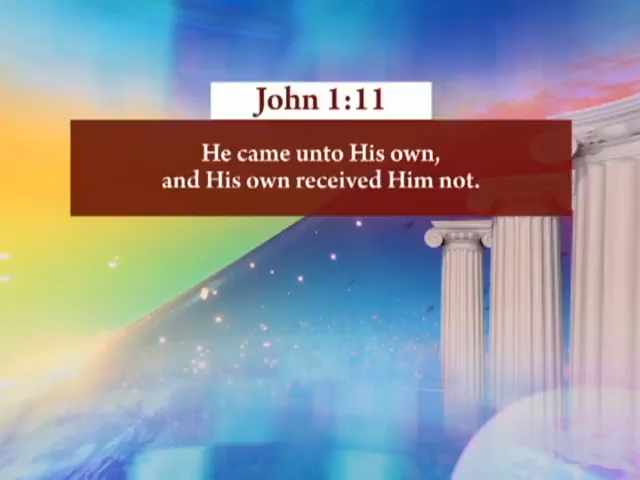 John 1:11
He came unto His own,
and His own received Him not.